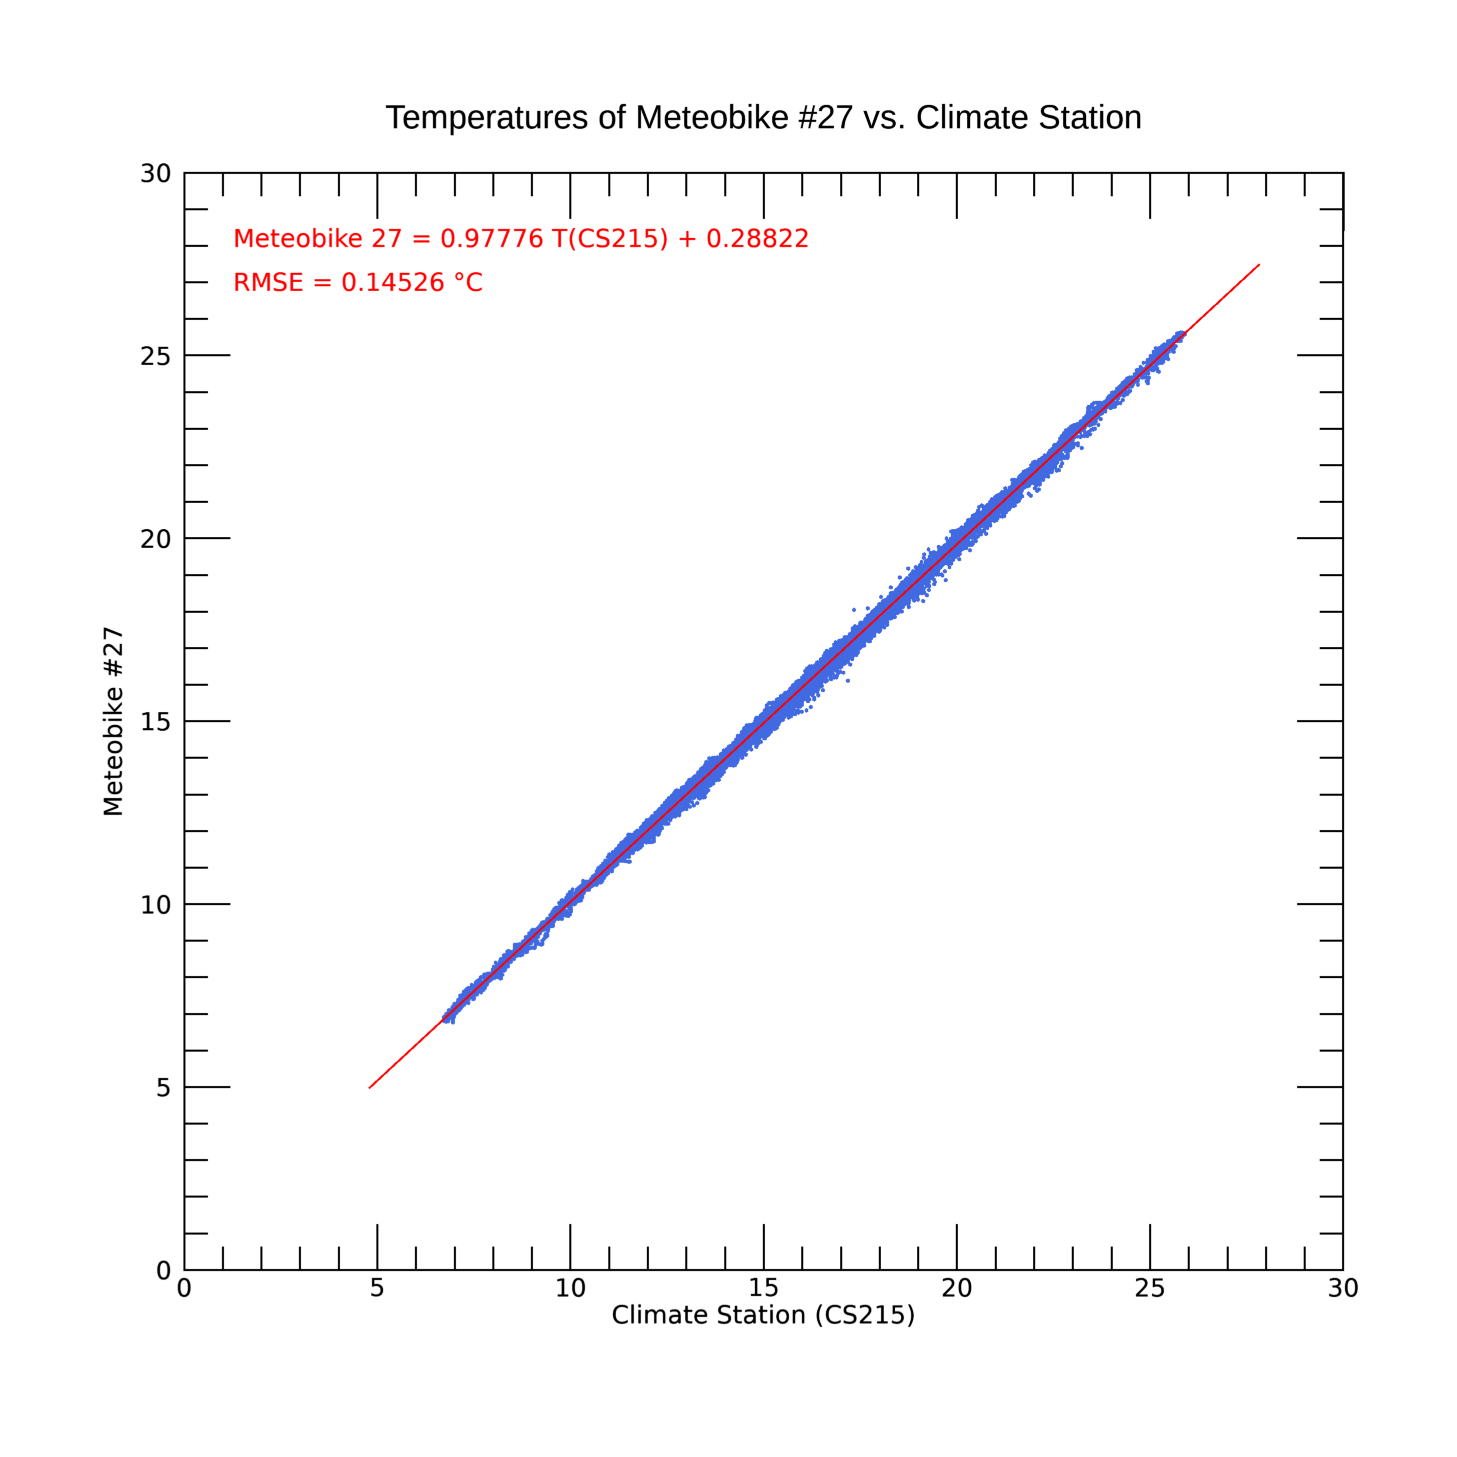 Temperatures of Meteobike #27 vs. Climate Station
Meteobike 27 = 0.97776 T(CS215) + 0.28822
RMSE = 0.14526 °C
30
25
20
15
10
5
0
Meteobike #27
0 5 10 15 20 25 30
Climate Station (CS215)